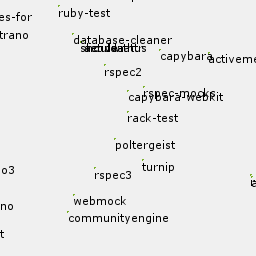 ruby-test
es-for
trano
database-cleaner
capybara
activeme
rspec2
rspec-mocks
capybara-webkit
rack-test
poltergeist
turnip
o3
rspec3
webmock
no
communityengine
t